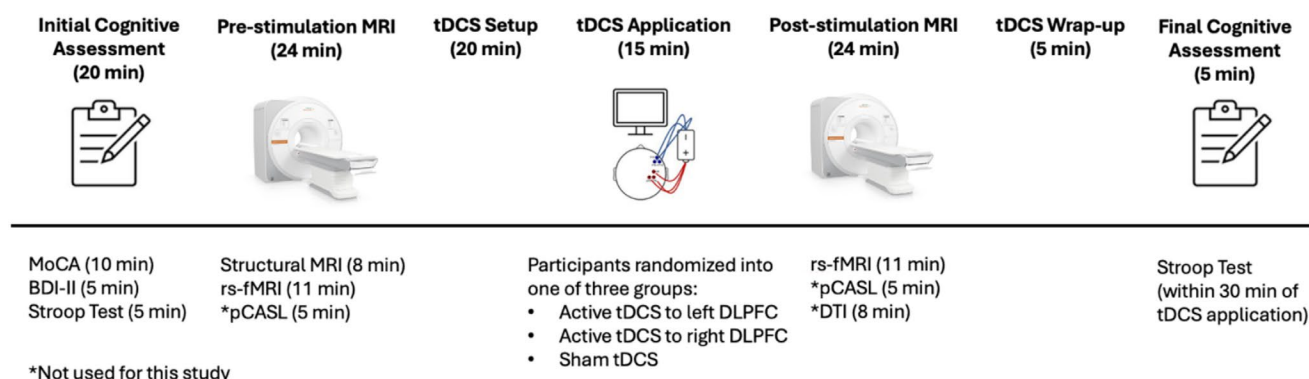 Initial Cognitive
Assessment
(20 min)
Pre-stimulation MRI
(24 min)
tDCS Setup
(20 min)
tDCS Application
(15 min)
Post-stimulation MRI
(24 min)
tDCS Wrap-up
(5 min)
Final Cognitive
Assessment
(5 min)
MoCA (10 min)
BDI-II (5 min)
Stroop Test (5 min)
Structural MRI (8 min)
rs-fMRI (11 min)
*pCASL (5 min)
Participants randomized into
one of three groups:
• Active tDCS to left DLPFC
• Active tDCS to right DLPFC
• Sham tDCS
rs-fMRI (11 min)
*pCASL (5 min)
*DTI (8 min)
Stroop Test
(within 30 min of
tDCS application)
*Not used for this study